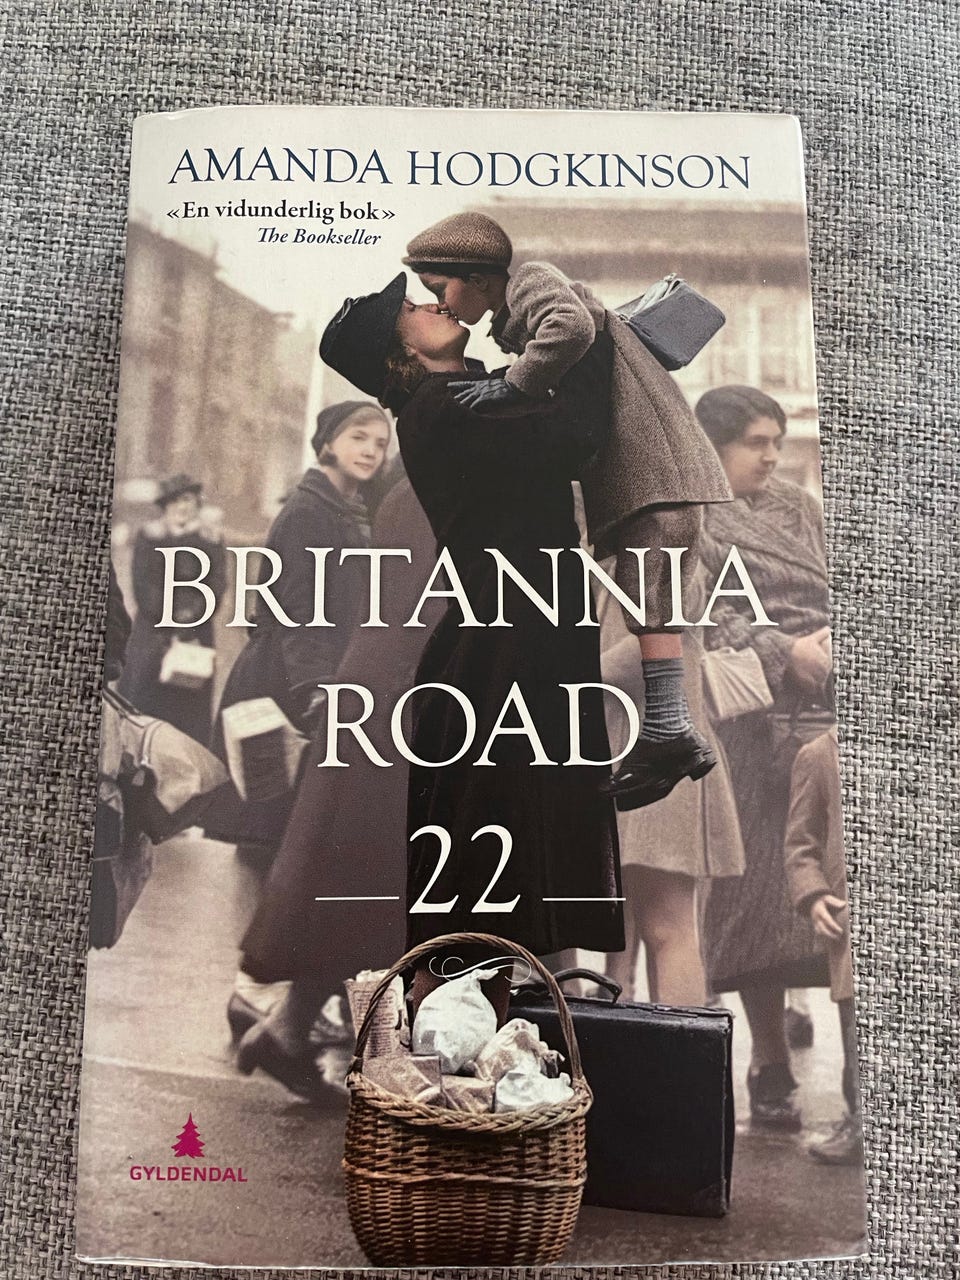 AMANDA HODGKINSON
«En vidunderlig bok»
The Bookseller
BRITANNIA
ROAD
22
GYLDENDAL